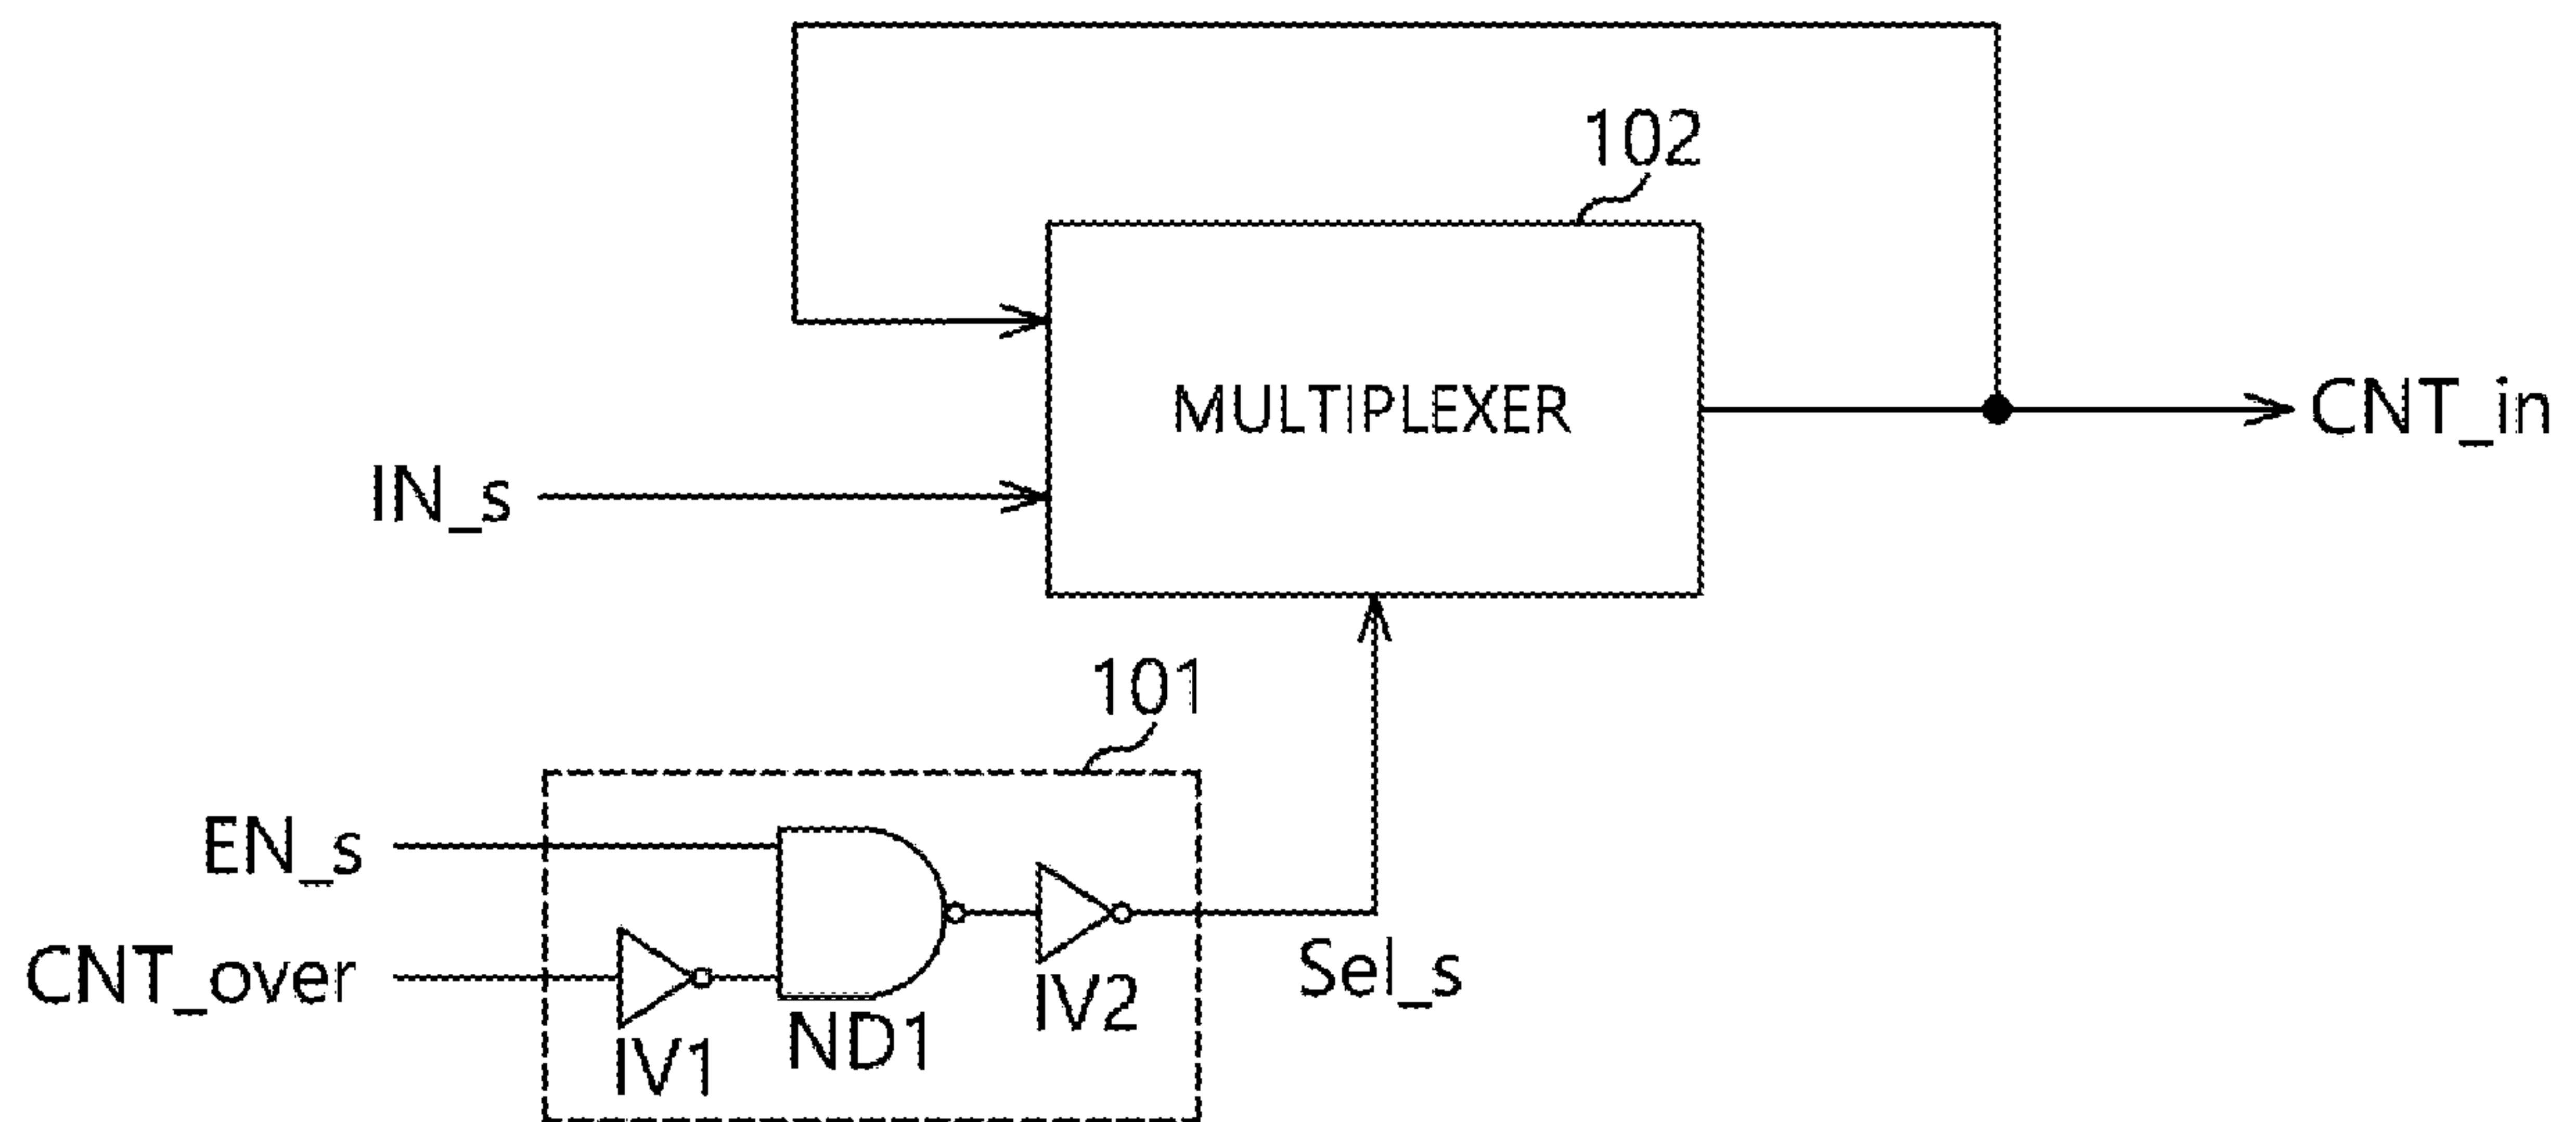 102
MULTIPLEXER
CNT_in
IN_s
101
EN_s
CNT_over
Sel_s
IV2
ND1
IV1